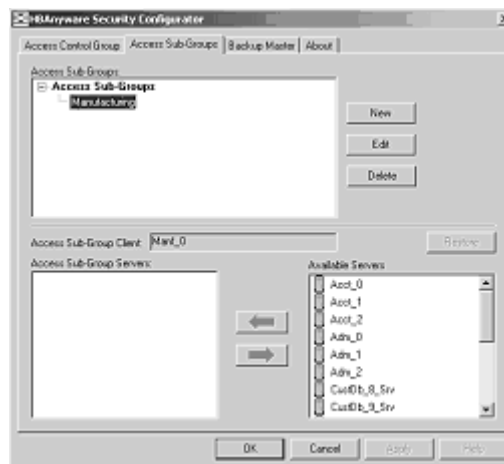 HBAnyware Security Configurator
Access Control Group Access Sub-Groups Backup Master About
Access Sub-Groups:
Access Sub-Groups
Manufacturing
New
Edit
Delete
Access Sub-Group Client: Manf_0
Restore
Access Sub-Group Servers:
Available Servers
Acct_0
Acct_1
Acct_2
Adm_0
Adm_1
Adm_2
CustDb_8_Srv
CustDb_9_Srv
OK Cancel Apply Help